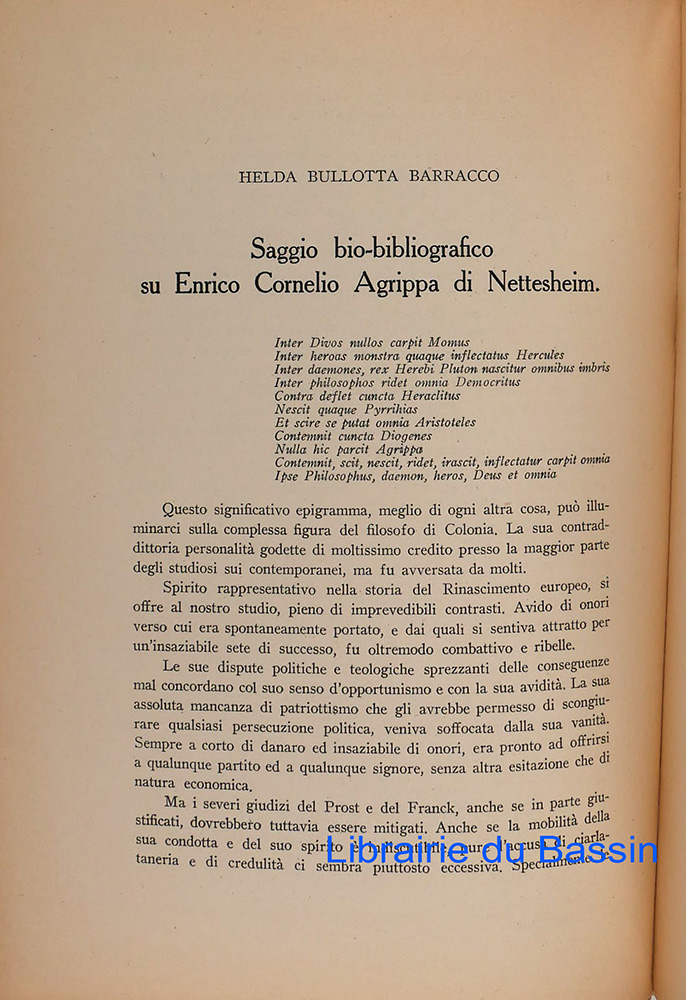 HELDA BULLOTTA BARRACCO
Saggio bio-bibliografico
su Enrico Cornelio Agrippa di Nettesheim.
Inter Divos nullos carpit Momus
Inter heroas monstra quaque inflectatus Hercules
Inter daemones, rex Herebi Pluton nascitur omnibus imbris
Inter philosophos ridet omnia Democritus
Contra deflet cuncta Heraclitus
Nescit quaque Pyrrihias
Et scire se putat omnia Aristoteles
Contemnit cuncta Diogenes
Nulla hic parcit Agrippa
Contemnit, scit, nescit, ridet, irascit, inflectatur carpit omnia
Ipse Philosophus, daemon, heros, Deus et omnia
Questo significativo epigramma, meglio di ogni altra cosa, può illu-
minarci sulla complessa figura del filosofo di Colonia. La sua contrad-
dittoria personalità godette di moltissimo credito presso la maggior parte
degli studiosi sui contemporanei, ma fu avversata da molti.
Spirito rappresentativo nella storia del Rinascimento europeo, si
offre al nostro studio, pieno di imprevedibili contrasti. Avido di onori
verso cui era spontaneamente portato, e dai quali si sentiva attratto per
un'insaziabile sete di successo, fu oltremodo combattivo e ribelle.
Le sue dispute politiche e teologiche sprezzanti delle conseguenze
mal concordano col suo senso d'opportunismo e con la sua avidità. La sua
assoluta mancanza di patriottismo che gli avrebbe permesso di scongiu-
rare qualsiasi persecuzione politica, veniva soffocata dalla sua vanità.
Sempre a corto di danaro ed insaziabile di onori, era pronto ad offrirsi
a qualunque partito ed a qualunque signore, senza altra esitazione che di
natura economica.
Ma i severi giudizi del Prost e del Franck, anche se in parte giu-
stificati, dovrebbero tuttavia essere mitigati. Anche se la mobilità della
sua condotta e del suo spirito è indiscutibile, pure l'accusa di ciarla-
taneria e di credulità ci sembra piuttosto eccessiva. Specialmente
Librairie du Bassin